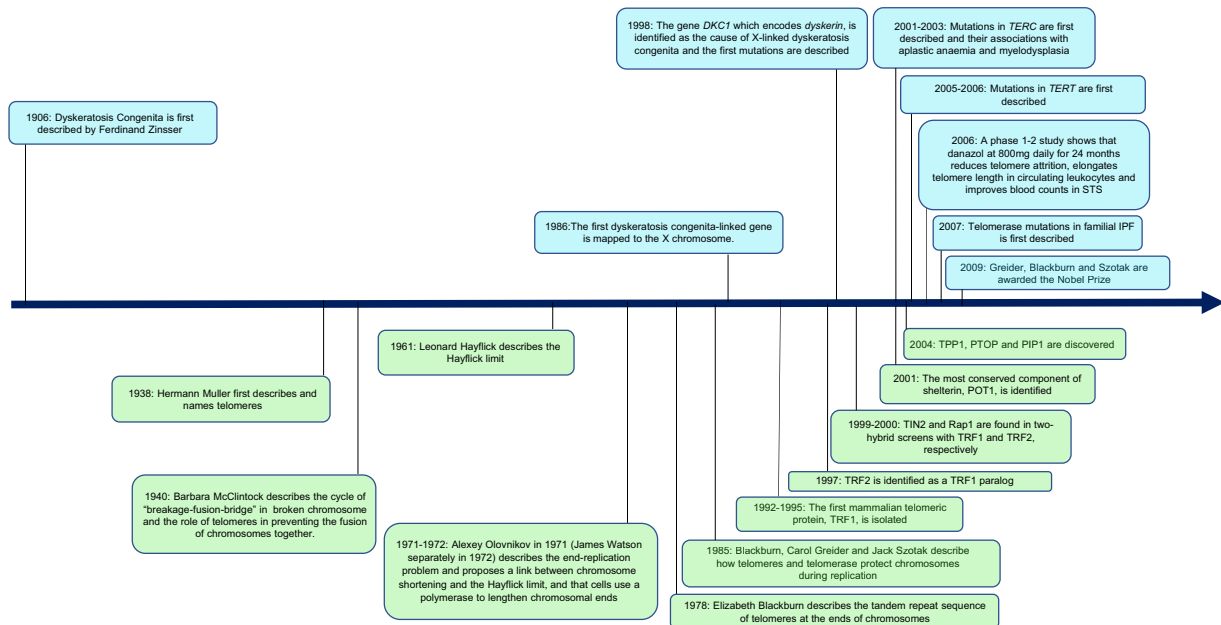 1998: The gene DKC1 which encodes dyskerin, is
identified as the cause of X-linked dyskeratosis
congenita and the first mutations are described
2001-2003: Mutations in TERC are first
described and their associations with
aplastic anaemia and myelodysplasia
2005-2006: Mutations in TERT are first
described
1906: Dyskeratosis Congenita is first
described by Ferdinand Zinsser
2006: A phase 1-2 study shows that
danazol at 800mg daily for 24 months
reduces telomere attrition, elongates
telomere length in circulating leukocytes and
improves blood counts in STS
1986:The first dyskeratosis congenita-linked gene
is mapped to the X chromosome.
2007: Telomerase mutations in familial IPF
is first described
2009: Greider, Blackburn and Szotak are
awarded the Nobel Prize
1961: Leonard Hayflick describes the
Hayflick limit
2004: TPP1, PTOP and PIP1 are discovered
1938: Hermann Muller first describes and
names telomeres
2001: The most conserved component of
shelterin, POT1, is identified
1999-2000: TIN2 and Rap1 are found in two-
hybrid screens with TRF1 and TRF2,
respectively
1997: TRF2 is identified as a TRF1 paralog
1940: Barbara McClintock describes the cycle of
“breakage-fusion-bridge” in broken chromosome
and the role of telomeres in preventing the fusion
of chromosomes together.
1992-1995: The first mammalian telomeric
protein, TRF1, is isolated
1971-1972: Alexey Olovnikov in 1971 (James Watson
separately in 1972) describes the end-replication
problem and proposes a link between chromosome
shortening and the Hayflick limit, and that cells use a
polymerase to lengthen chromosomal ends
1985: Blackburn, Carol Greider and Jack Szotak describe
how telomeres and telomerase protect chromosomes
during replication
1978: Elizabeth Blackburn describes the tandem repeat sequence
of telomeres at the ends of chromosomes